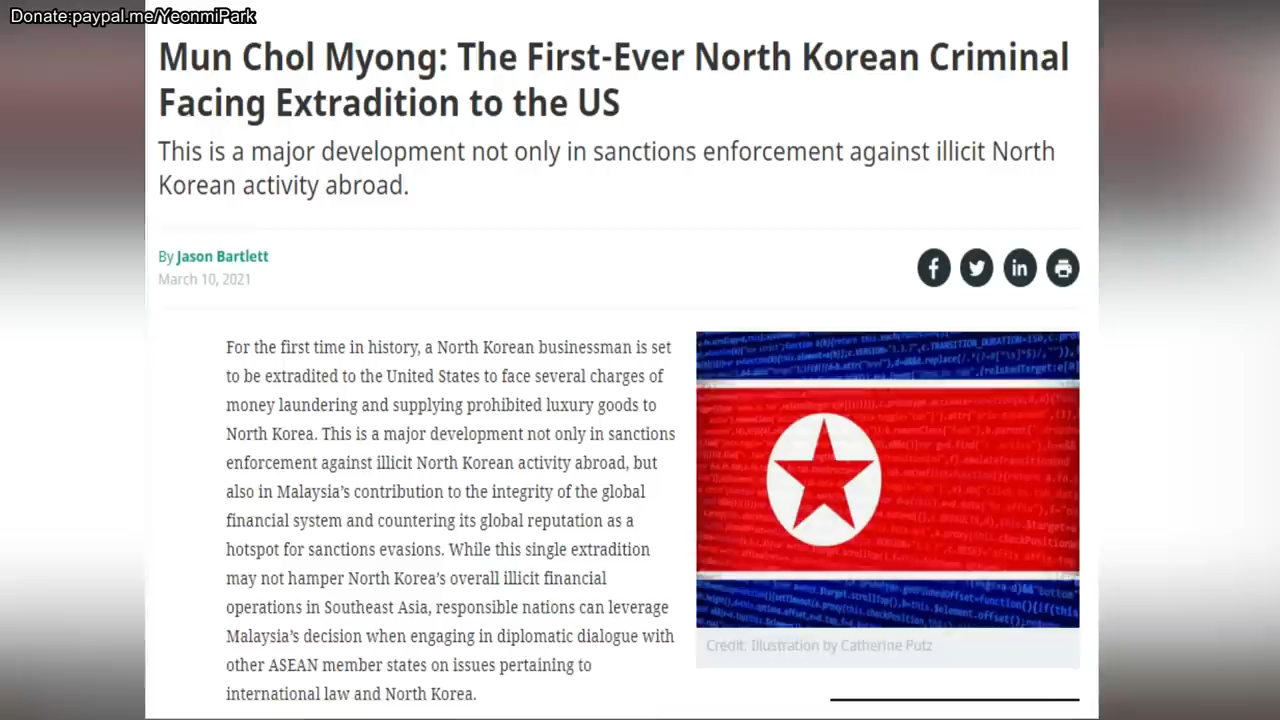 Donate:paypal.me/YeonmiPark
Mun Chol Myong: The First-Ever North Korean Criminal
Facing Extradition to the US
This is a major development not only in sanctions enforcement against illicit North
Korean activity abroad.
By Jason Bartlett
March 10, 2021
For the first time in history, a North Korean businessman is set
to be extradited to the United States to face several charges of
money laundering and supplying prohibited luxury goods to
North Korea. This is a major development not only in sanctions
enforcement against illicit North Korean activity abroad, but
also in Malaysia's contribution to the integrity of the global
financial system and countering its global reputation as a
hotspot for sanctions evasions. While this single extradition
may not hamper North Korea's overall illicit financial
operations in Southeast Asia, responsible nations can leverage
Malaysia's decision when engaging in diplomatic dialogue with
other ASEAN member states on issues pertaining to
international law and North Korea.
Credit: Illustration by Catherine Putz